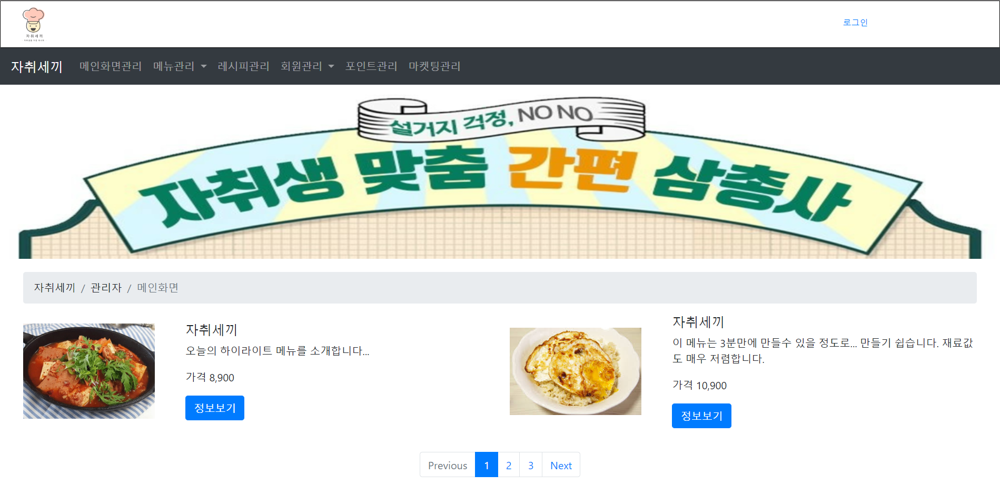 자취세끼
로그인
자취세끼 메인화면관리 메뉴관리 레시피관리 회원관리 포인트관리 마켓팅관리
설거지 걱정, NO NO
자취생 맞춤 간편 삼총사
자취세끼 / 관리자 / 메인화면
자취세끼
오늘의 하이라이트 메뉴를 소개합니다...
가격 8,900
정보보기
자취세끼
이 메뉴는 3분만에 만들수 있을 정도로... 만들기 쉽습니다. 재료값
도 매우 저렴합니다.
가격 10,900
정보보기
Previous 1 2 3 Next